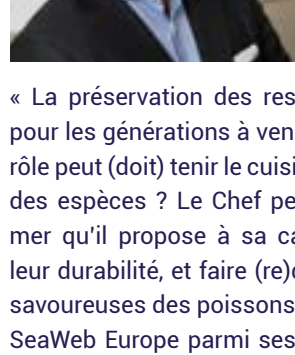 « La préservation des res
pour les générations à ven
rôle peut (doit) tenir le cuisi
des espèces ? Le Chef pe
mer qu'il propose à sa ca
leur durabilité, et faire (re)
savoureuses des poissons
SeaWeb Europe parmi ses